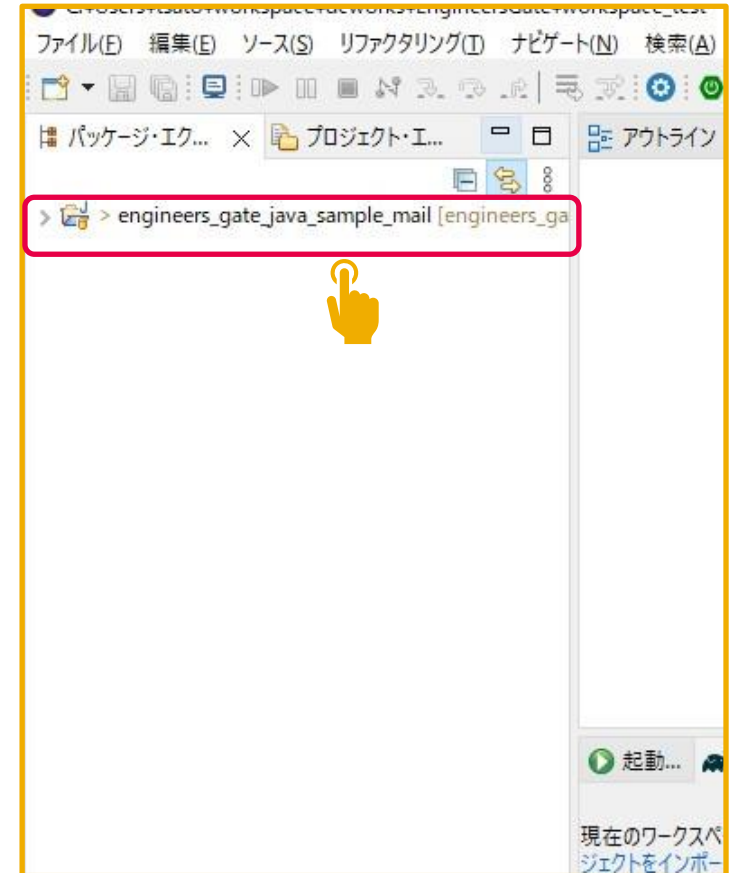 ファイル(F) 編集(E) ソース(S) リファクタリング(T) ナビゲート(N) 検索(A)
パッケージ・エク... プロジェクト・エ... アウトライン
> engineers_gate_java_sample_mail [engineers_ga
起動...
現在のワークスペ
ジェクトをインポー